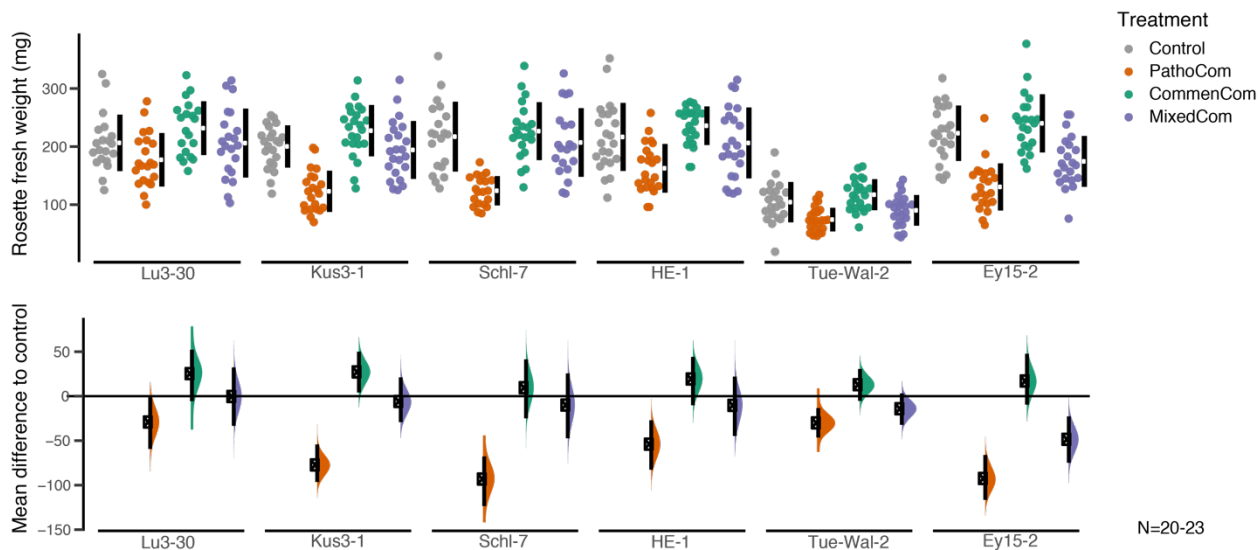 Treatment
Control
PathoCom
CommenCom
MixedCom
Rosette fresh weight (mg)
300
200
100
Lu3-30 Kus3-1 Schl-7 HE-1 Tue-Wal-2 Ey15-2
Mean difference to control
50
0
−50
−100
−150
Lu3-30 Kus3-1 Schl-7 HE-1 Tue-Wal-2 Ey15-2
N=20-23